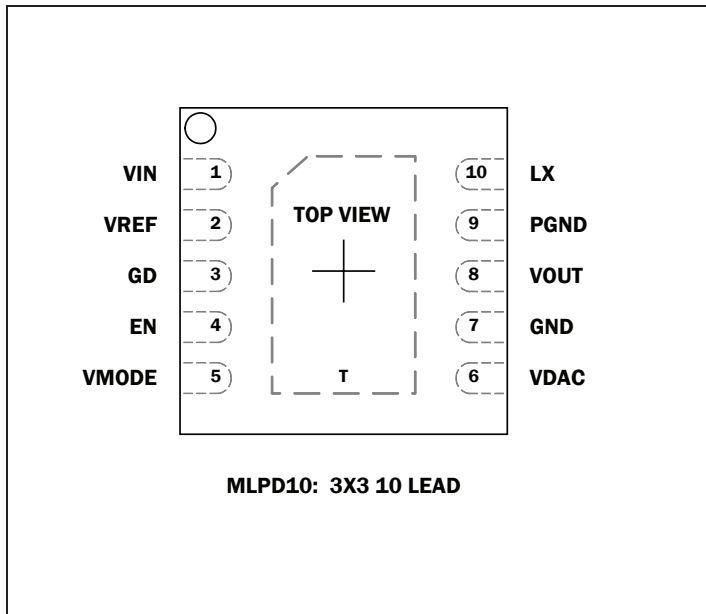 VIN 1 10 LX
VREF 2 TOP VIEW 9 PGND
GD 3 8 VOUT
EN 4 7 GND
VMODE 5 T 6 VDAC
MLPD10: 3X3 10 LEAD